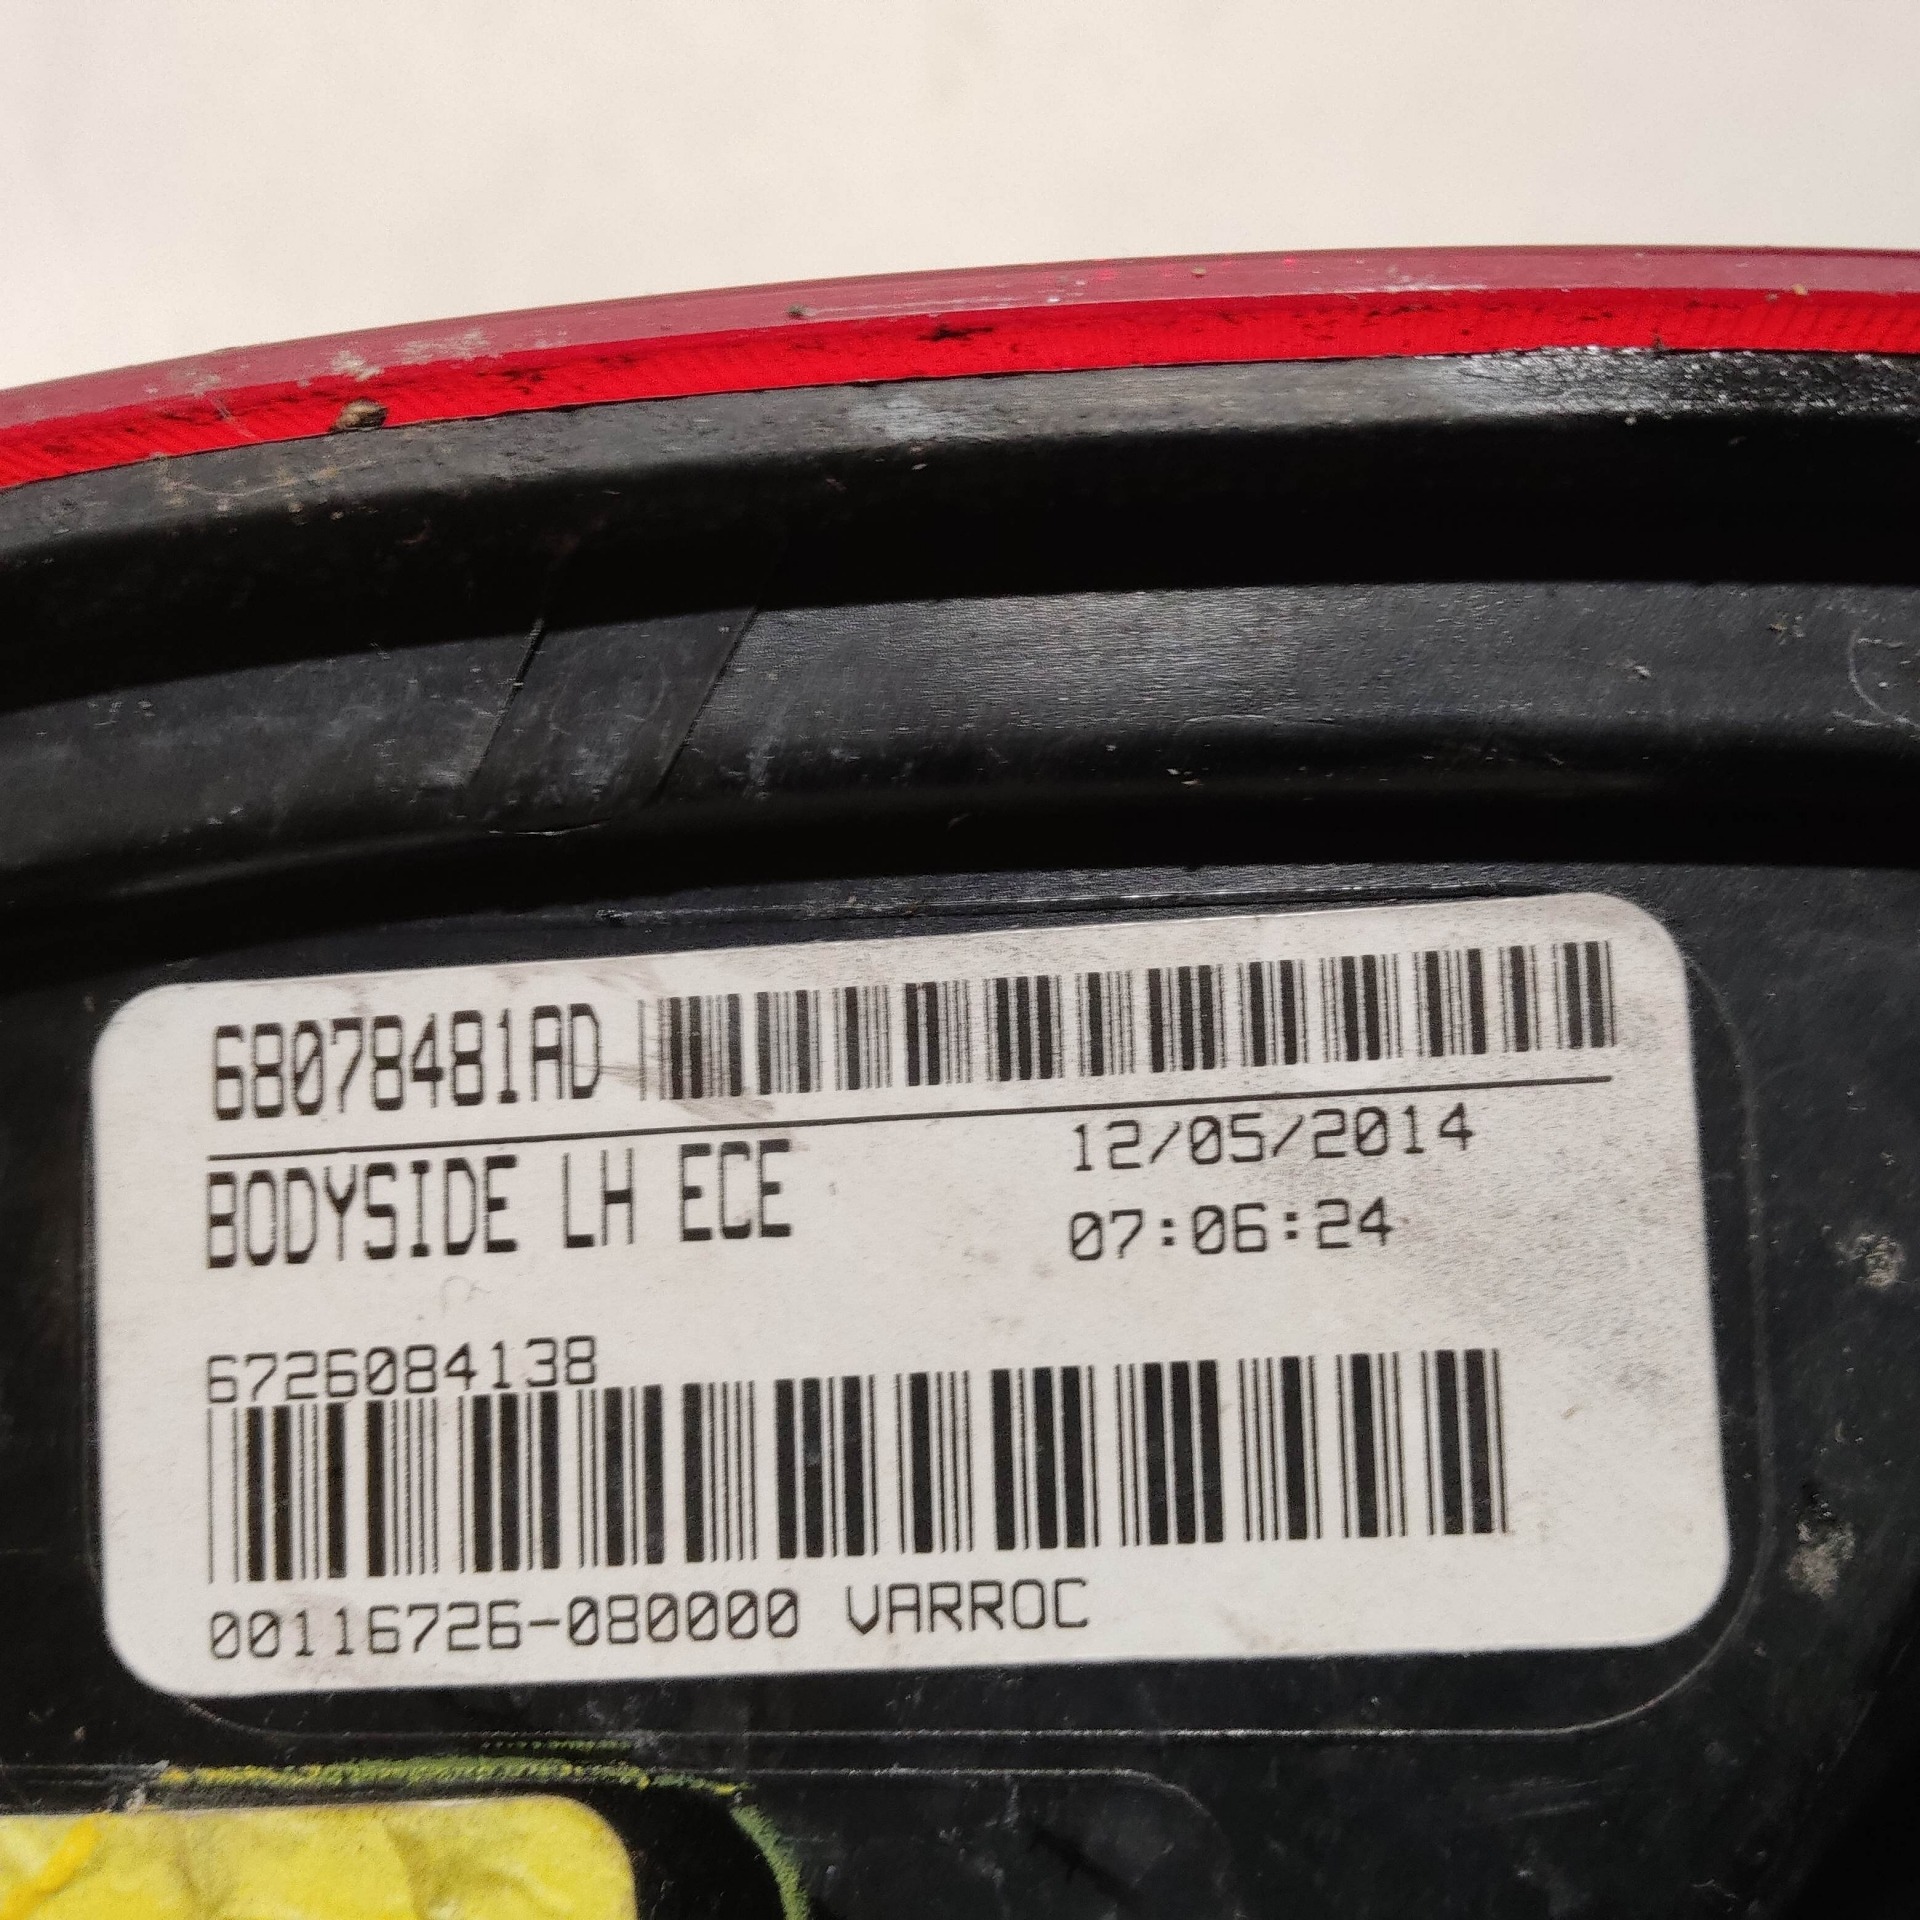 68078481AD
BODYSIDE LH ECE
12/05/2014
07:06:24
6726084138
00116726-080000 VARROC